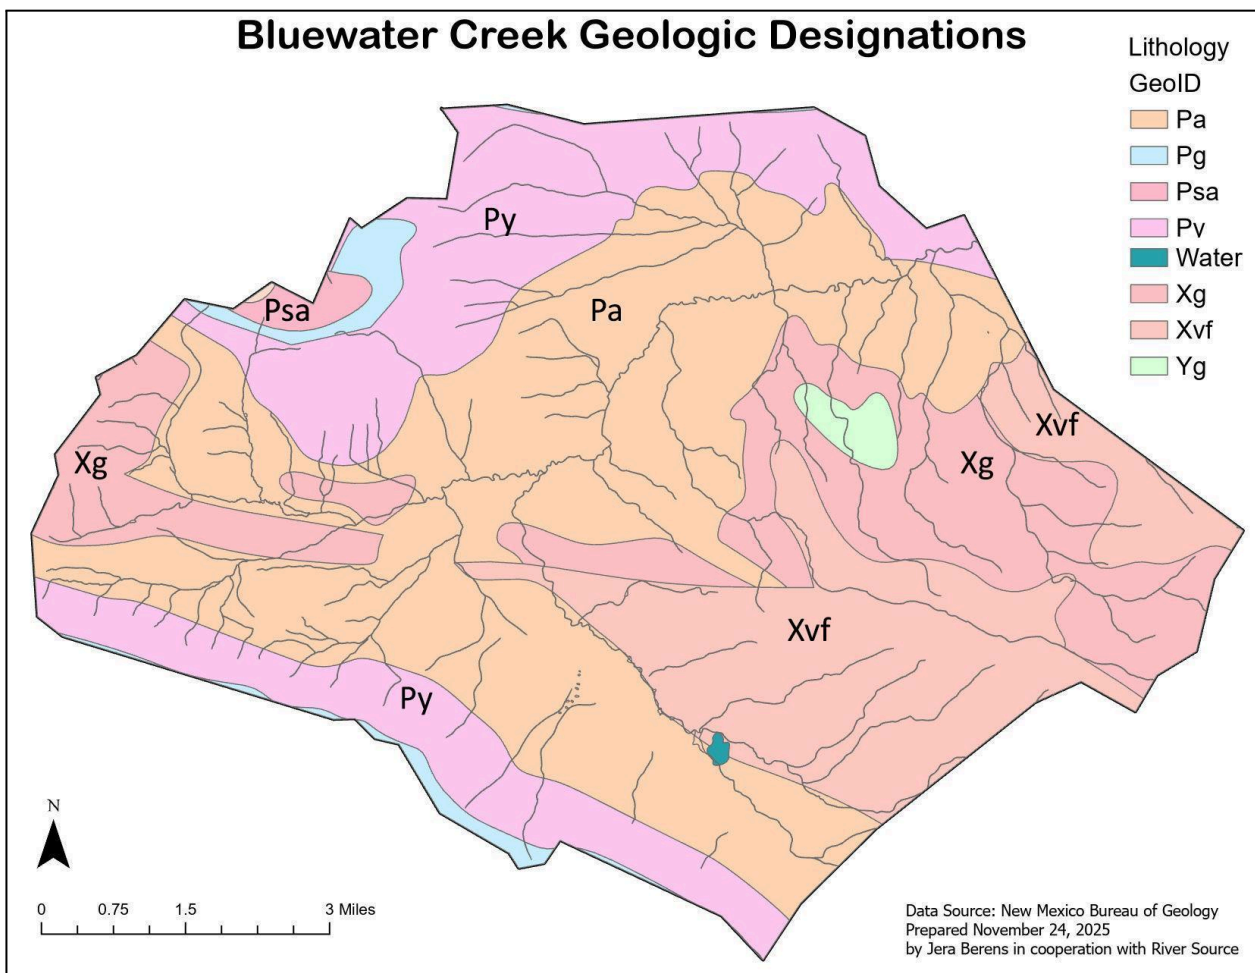 Bluewater Creek Geologic Designations
Lithology
GeoID
Pa
Pg
Psa
Pv
Water
Xg
Xvf
Yg
Py
Psa
Pa
Xvf
Xg
Xg
Xvf
Py
N
0 0.75 1.5 3 Miles
Data Source: New Mexico Bureau of Geology
Prepared November 24, 2025
by Jera Berens in cooperation with River Source